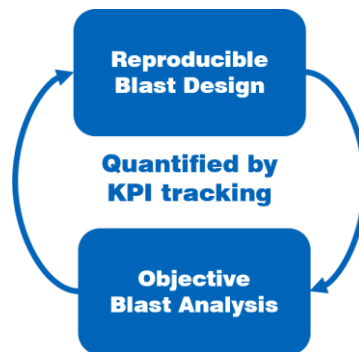 Reproducible
Blast Design
Quantified by
KPI tracking
Objective
Blast Analysis